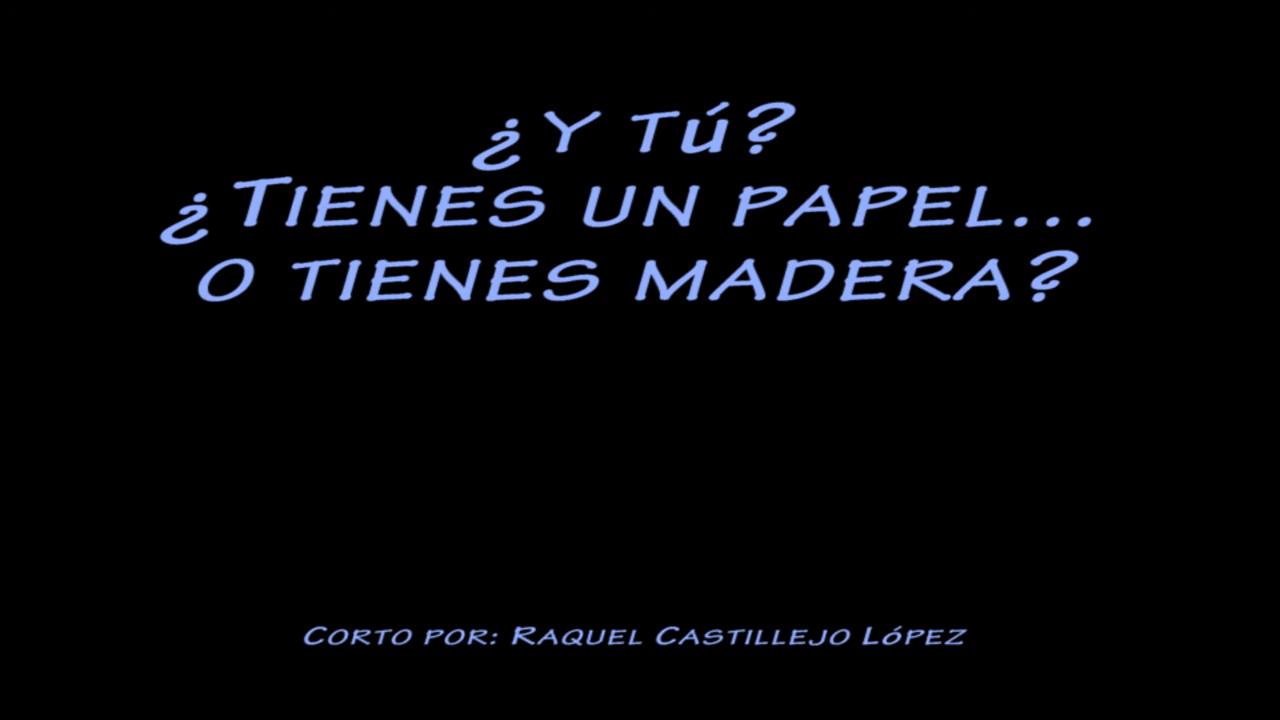 ¿Y tú?
¿Tienes un papel...
o tienes madera?
Corto por: Raquel Castillejo López